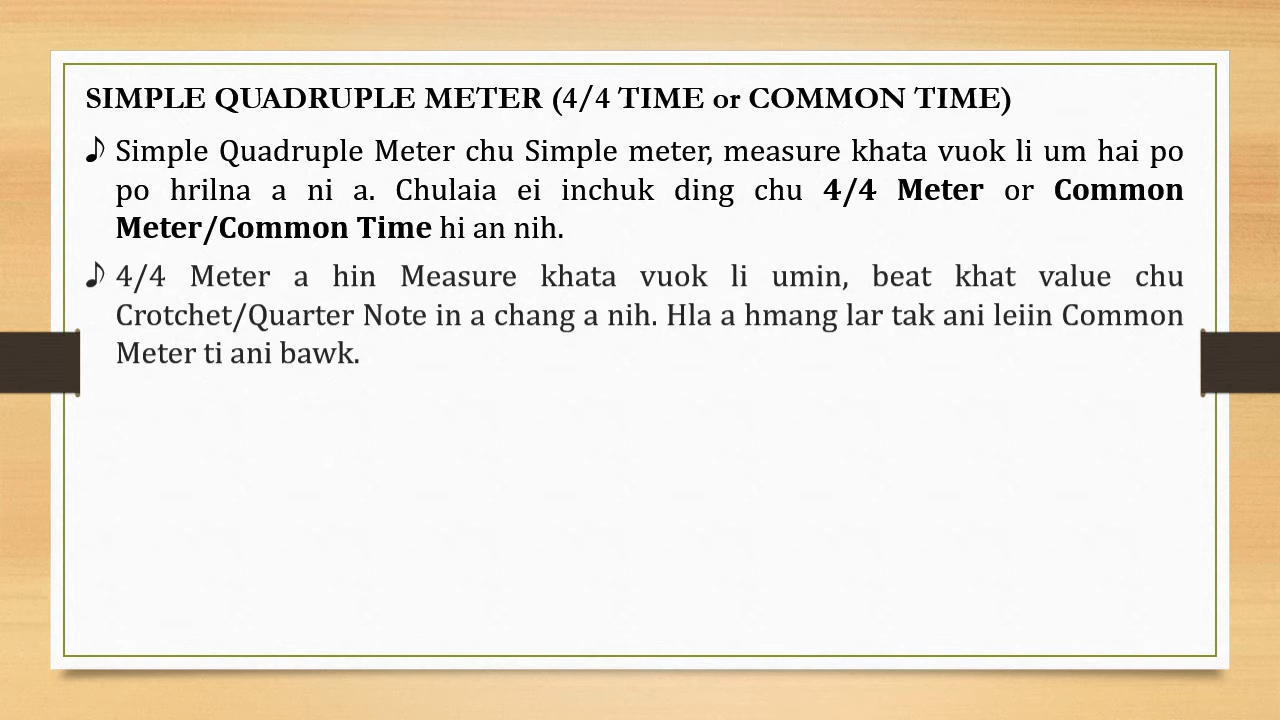 SIMPLE QUADRUPLE METER (4/4 TIME or COMMON TIME)
♪ Simple Quadruple Meter chu Simple meter, measure khata vuok li um hai po
po hrilna a ni a. Chulaia ei inchuk ding chu 4/4 Meter or Common
Meter/Common Time hi an nih.
♪ 4/4 Meter a hin Measure khata vuok li umin, beat khat value chu
Crotchet/Quarter Note in a chang a nih. Hla a hmang lar tak ani leiin Common
Meter ti ani bawk.